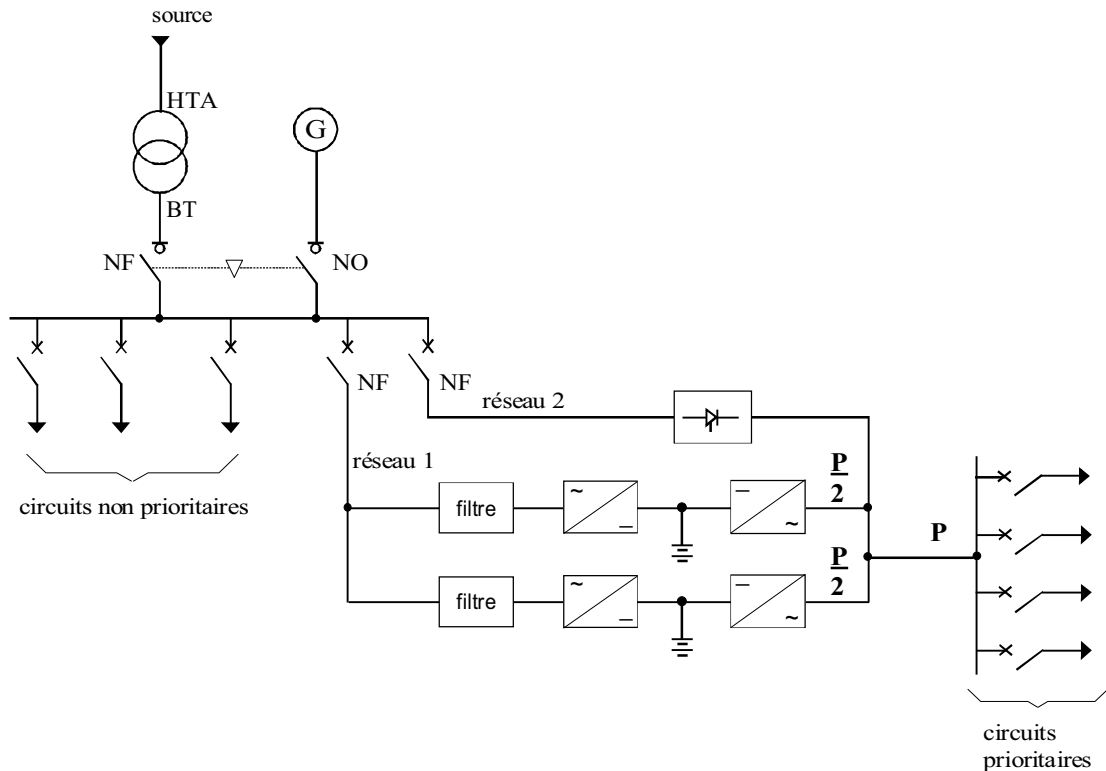 source
HTA
G
BT
NF
NO
NF
NF
réseau 2
réseau 1
circuits non prioritaires
filtre
~
–
–
~
P
2
P
filtre
~
–
–
~
P
2
circuits
prioritaires